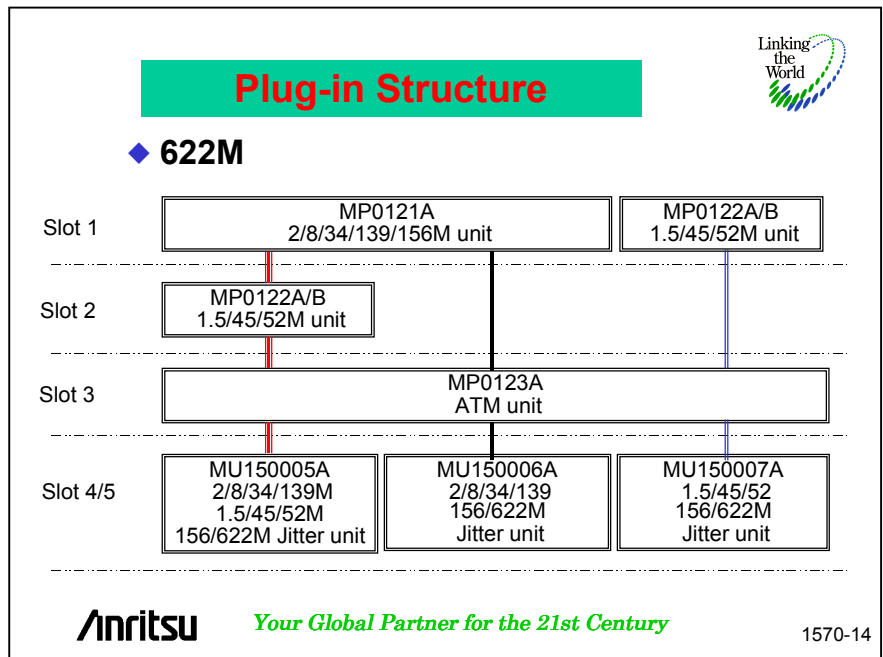 Linking
the
World
Plug-in Structure
622M
Slot 1
MP0121A
2/8/34/139/156M unit
MP0122A/B
1.5/45/52M unit
Slot 2
MP0122A/B
1.5/45/52M unit
Slot 3
MP0123A
ATM unit
Slot 4/5
MU150005A
2/8/34/139M
1.5/45/52M
156/622M Jitter unit
MU150006A
2/8/34/139
156/622M
Jitter unit
MU150007A
1.5/45/52
156/622M
Jitter unit
Anritsu
Your Global Partner for the 21st Century
1570-14